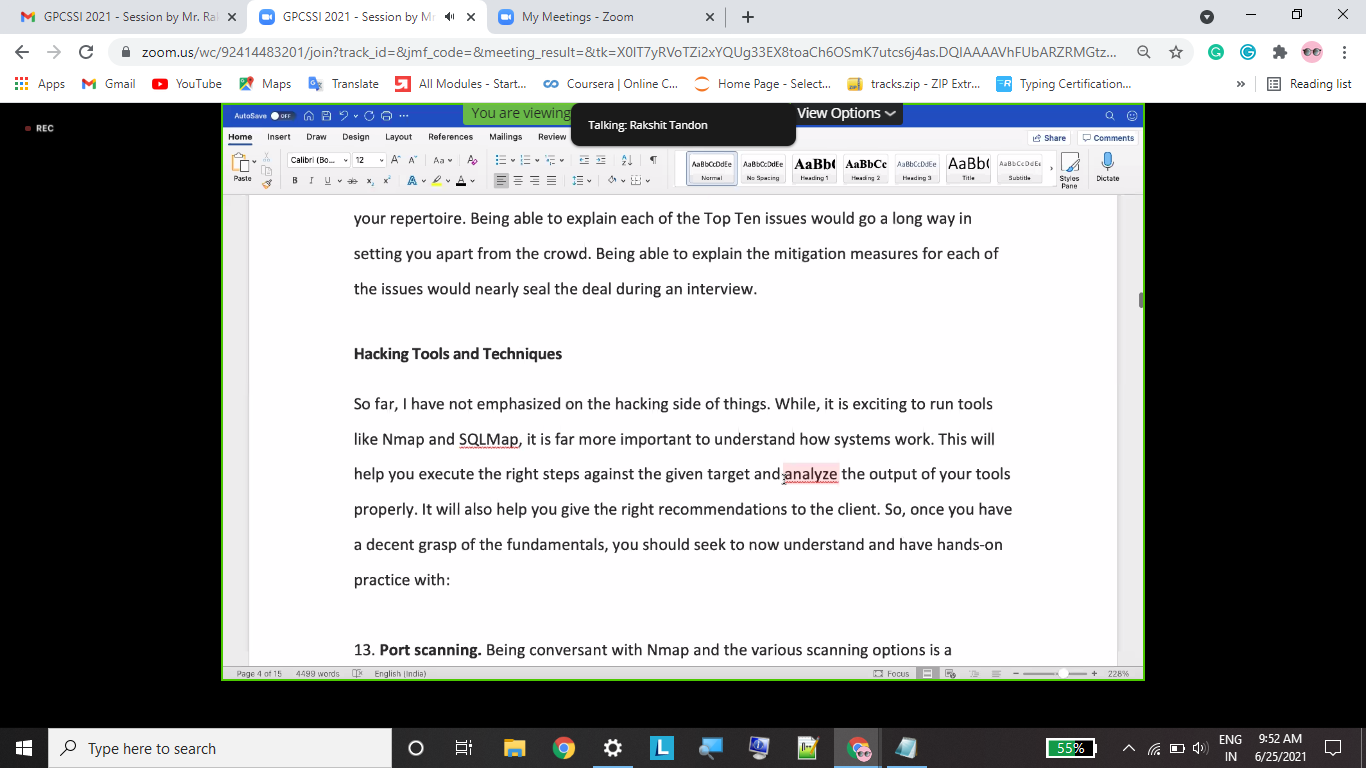 GPCSSI 2021 - Session by Mr. Ra
GPCSSI 2021 - Session by Mr
My Meetings - Zoom
zoom.us/wc/92414483201/join?track_id=&jmf_code=&meeting_result=&tk=X0lT7yRVoTZi2xYQUg33EX8toaCh6OSmK7utcs6j4as.DQIAAAAVhFUbARZRMGtz...
Apps
Gmail
YouTube
Maps
Translate
All Modules - Start...
Coursera | Online C...
Home Page - Select...
tracks.zip - ZIP Extr...
Typing Certification...
»
Reading list
REC
AutoSave OFF
You are viewing
Talking: Rakshit Tandon
View Options
Home Insert Draw Design Layout References Mailings Review
Share
Comments
Paste
Calibri (Bo...
12
AaBbCcDdEe
Normal
AaBbCcDdEe
No Spacing
AaBb(
Heading 1
AaBbCc
Heading 2
AaBbCcDdEe
Heading 3
AaBb(
Title
AaBbCcDdEe
Subtitle
Styles
Pane
Dictate
your repertoire. Being able to explain each of the Top Ten issues would go a long way in
setting you apart from the crowd. Being able to explain the mitigation measures for each of
the issues would nearly seal the deal during an interview.
Hacking Tools and Techniques
So far, I have not emphasized on the hacking side of things. While, it is exciting to run tools
like Nmap and SQLMap, it is far more important to understand how systems work. This will
help you execute the right steps against the given target and analyze the output of your tools
properly. It will also help you give the right recommendations to the client. So, once you have
a decent grasp of the fundamentals, you should seek to now understand and have hands-on
practice with:
13. Port scanning. Being conversant with Nmap and the various scanning options is a
Page 4 of 15
4499 words
English (India)
Focus
228%
Type here to search
L
55%
ENG
IN
9:52 AM
6/25/2021